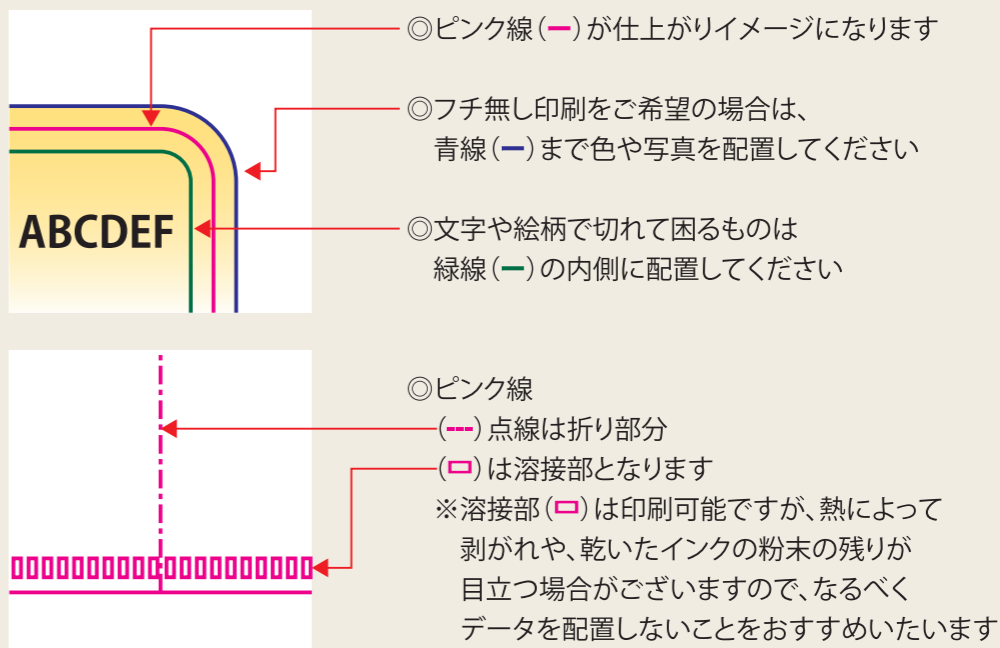 ◎ピンク線(ー)が仕上がりイメージになります
◎フチ無し印刷をご希望の場合は、
青線(ー)まで色や写真を配置してください
ABCDEF
◎文字や絵柄で切れて困るものは
緑線(ー)の内側に配置してください
◎ピンク線
(---)点線は折り部分
(▭)は溶接部となります
※溶接部(▭)は印刷可能ですが、熱によって
剥がれや、乾いたインクの粉末の残りが
目立つ場合がございますので、なるべく
データを配置しないことをおすすめいたいます